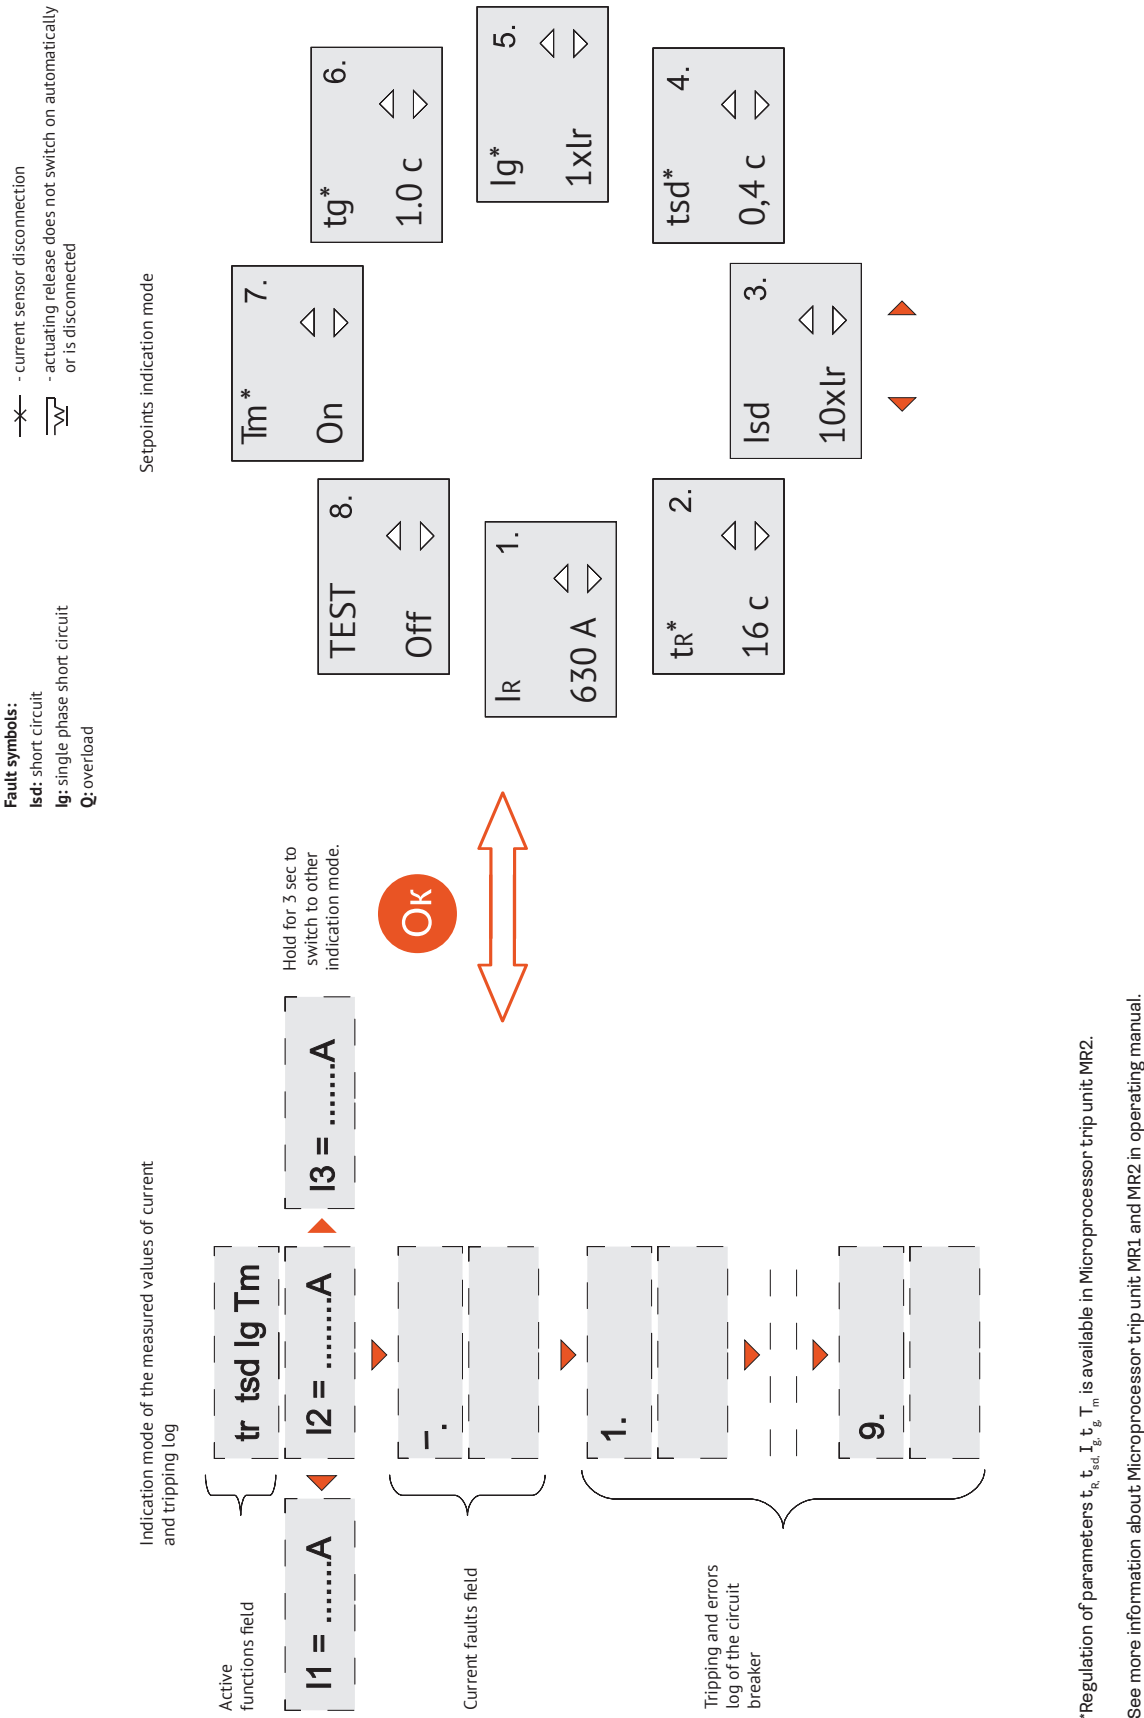 Fault symbols:
Isd: short circuit
Ig: single phase short circuit
Q: overload
- current sensor disconnection
- actuating release does not switch on automatically
or is disconnected
Indication mode of the measured values of current
and tripping log
Setpoints indication mode
Active
functions field
tr tsd Ig Tm
I1 = ........A
I2 = ........A
I3 = .......A
Hold for 3 sec to
switch to other
indication mode.
Ок
Current faults field
–.
Tripping and errors
log of the circuit
breaker
1.
9.
IR 1.
630 A
tR* 2.
16 c
Isd 3.
10xIr
tsd* 4.
0,4 c
Ig* 5.
1xIr
tg* 6.
1.0 c
Tm* 7.
On
TEST 8.
Off
*Regulation of parameters tR, tsd, Ig, tg, Tm is available in Microprocessor trip unit MR2.
See more information about Microprocessor trip unit MR1 and MR2 in operating manual.